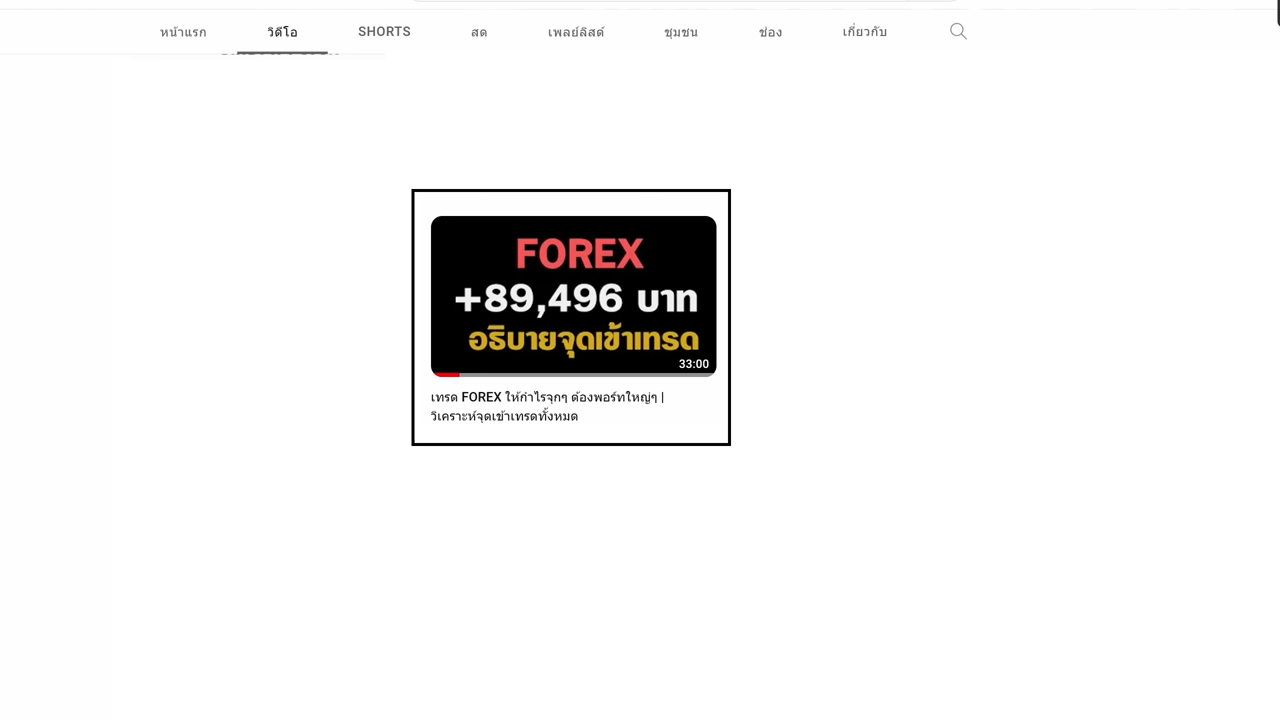 หน้าแรก วิดีโอ SHORTS สด เพลย์ลิสต์ ชุมชน ช่อง เกี่ยวกับ
FOREX
+89,496 บาท
อธิบายจุดเข้าเทรด
33:00
เทรด FOREX ให้กำไรจุกๆ ต้องพอร์ทใหญ่ๆ |
วิเคราะห์จุดเข้าเทรดทั้งหมด